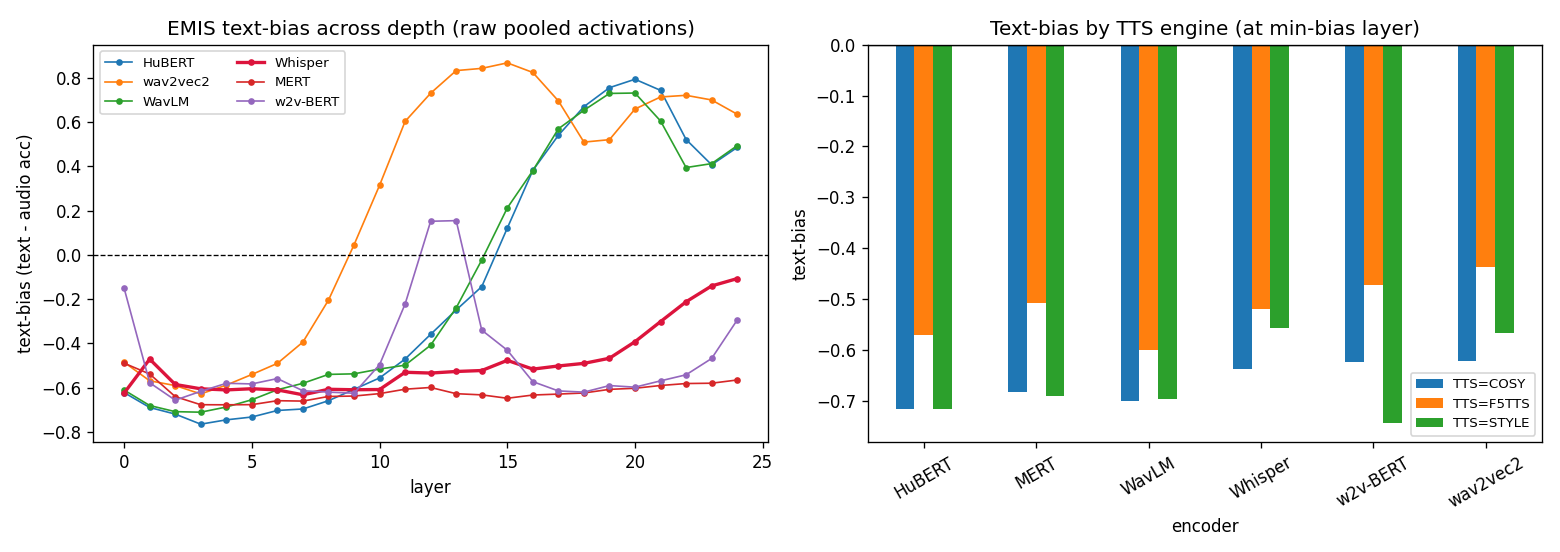 EMIS text-bias across depth (raw pooled activations)
HuBERT
wav2vec2
WavLM
Whisper
MERT
w2v-BERT
text-bias (text - audio acc)
0.8
0.6
0.4
0.2
0.0
−0.2
−0.4
−0.6
−0.8
0 5 10 15 20 25
layer
Text-bias by TTS engine (at min-bias layer)
text-bias
0.0
−0.1
−0.2
−0.3
−0.4
−0.5
−0.6
−0.7
TTS=COSY
TTS=F5TTS
TTS=STYLE
HuBERT MERT WavLM Whisper w2v-BERT wav2vec2
encoder